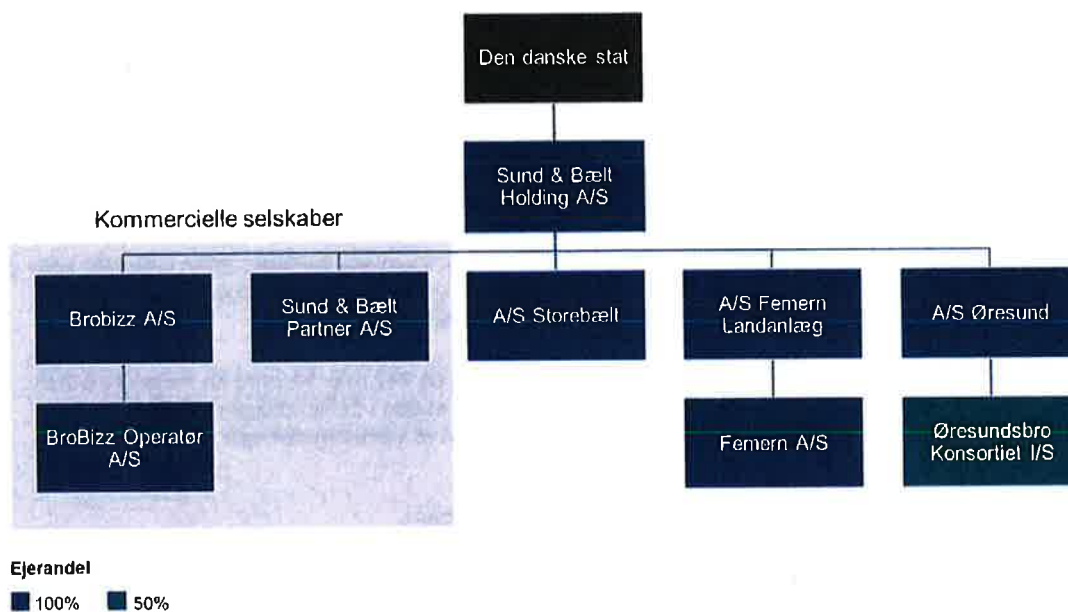 Den danske stat
Sund & Bælt
Holding A/S
Kommercielle selskaber
Brobizz A/S
Sund & Bælt
Partner A/S
A/S Storebælt
A/S Femern
Landanlæg
A/S Øresund
BroBizz Operatør
A/S
Femern A/S
Øresundsbro
Konsortiet I/S
Ejerandel
100%
50%